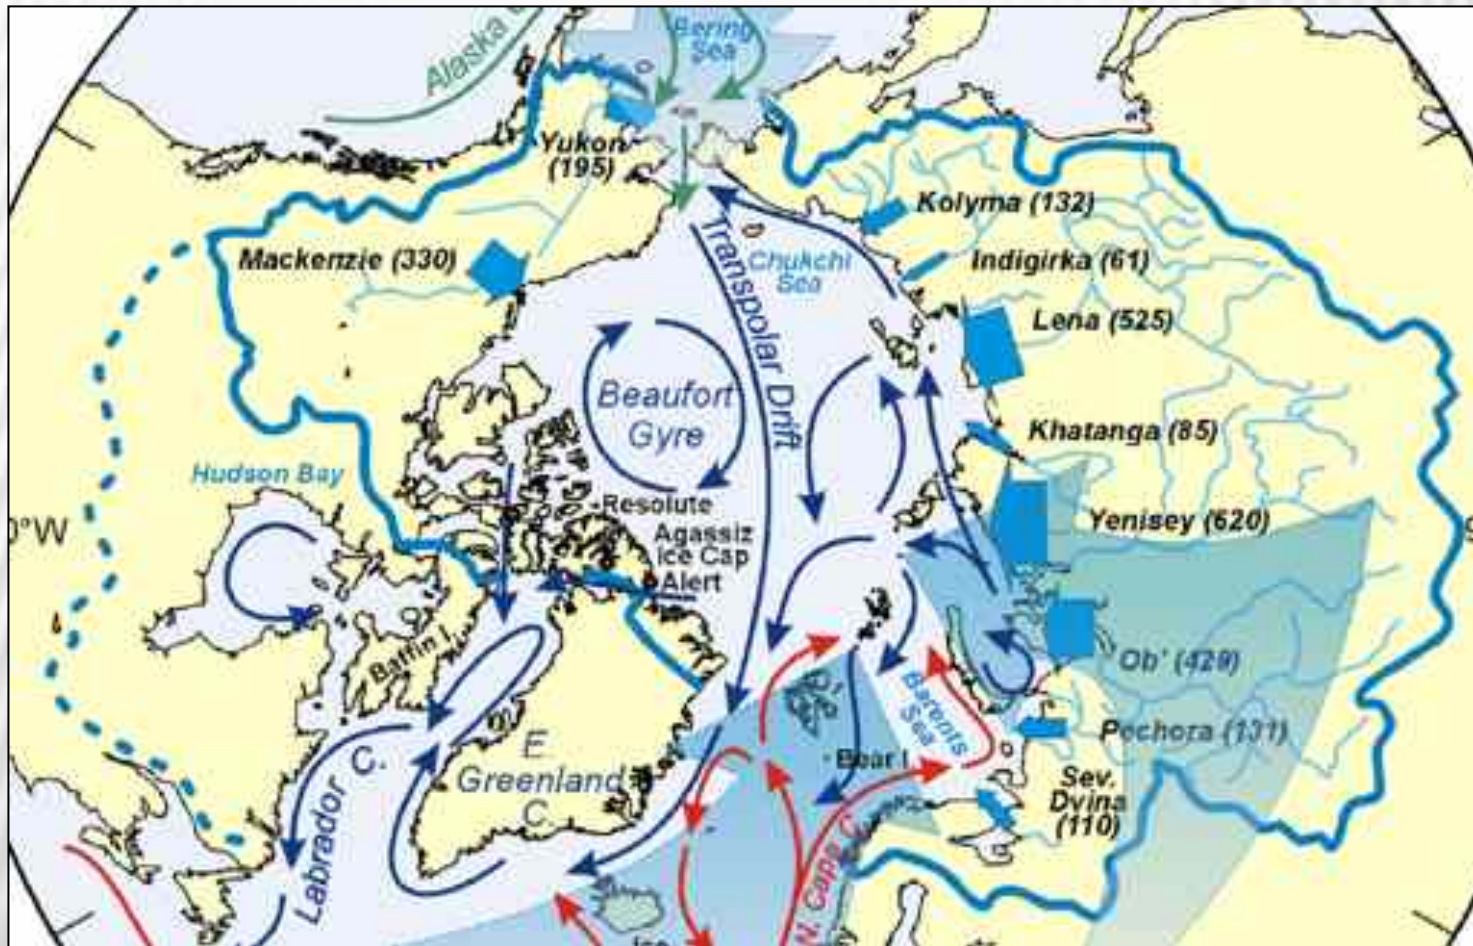 Alaska
Bering
Sea
Yukon
(195)
Kolyma (132)
Mackenzie (330)
Chukchi
Sea
Indigirka (61)
Transpolar Drift
Lena (525)
Beaufort
Gyre
Khatanga (85)
Hudson Bay
Resolute
Agassiz
Ice Cap
Alert
Yenisey (620)
0°W
Baffin I.
Ob' (429)
Barents
Sea
Pechora (131)
E.
Greenland
C.
Bear I.
Sev.
Dvina
(110)
Labrador C.
N. Cape C.